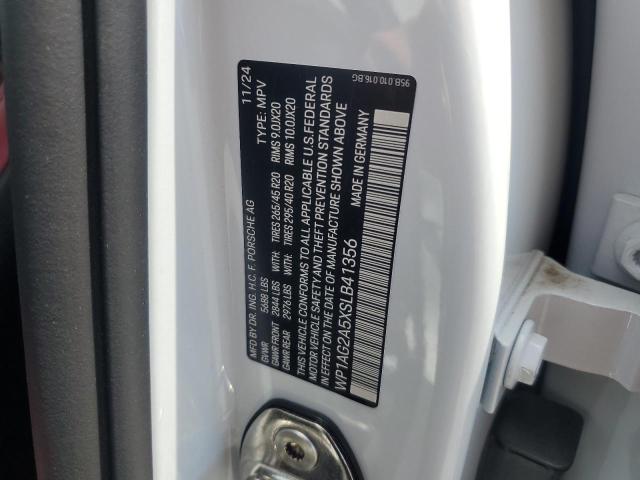 95B.010.016.BG
MFD BY DR. ING. H.C. F. PORSCHE AG 11/24
GVWR 5688 LBS TYPE: MPV
GAWR FRONT 2844 LBS WITH: TIRES 265/45 R20 RIMS 9.0JX20
GAWR REAR 2976 LBS WITH: TIRES 295/40 R20 RIMS 10.0JX20
THIS VEHICLE CONFORMS TO ALL APPLICABLE U.S.FEDERAL
MOTOR VEHICLE SAFETY AND THEFT PREVENTION STANDARDS
IN EFFECT ON THE DATE OF MANUFACTURE SHOWN ABOVE
WP1AG2A5XSLB41356 MADE IN GERMANY